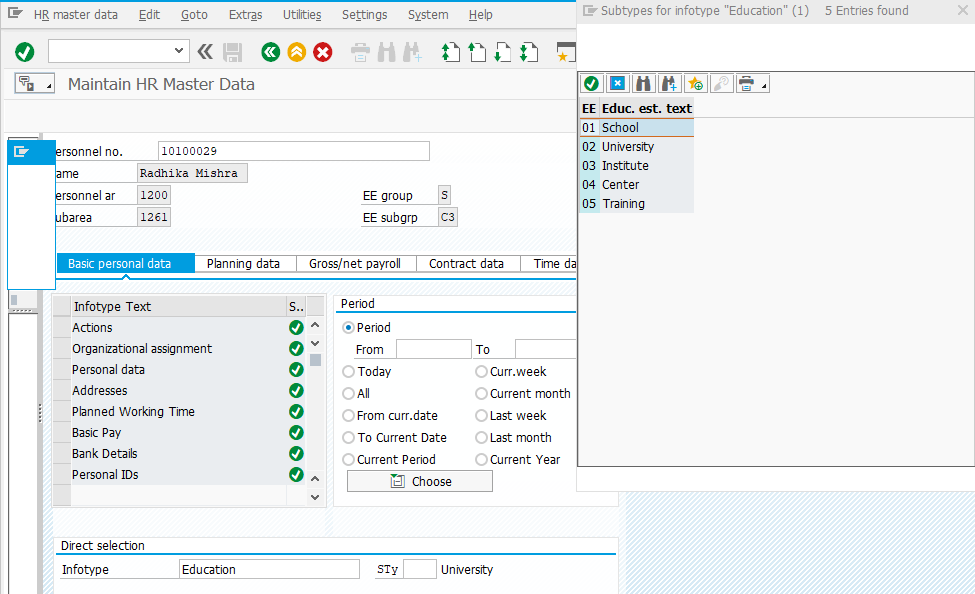 HR master data Edit Goto Extras Utilities Settings System Help
Maintain HR Master Data
ersonnel no. 10100029
ame Radhika Mishra
ersonnel ar 1200 EE group S
ubarea 1261 EE subgrp C3
Basic personal data Planning data Gross/net payroll Contract data Time da
Infotype Text S..
Actions
Organizational assignment
Personal data
Addresses
Planned Working Time
Basic Pay
Bank Details
Personal IDs
Period
Period
From To
Today Curr.week
All Current month
From curr.date Last week
To Current Date Last month
Current Period Current Year
Choose
Direct selection
Infotype Education STy University
Subtypes for infotype "Education" (1) 5 Entries found
EE Educ. est. text
01 School
02 University
03 Institute
04 Center
05 Training